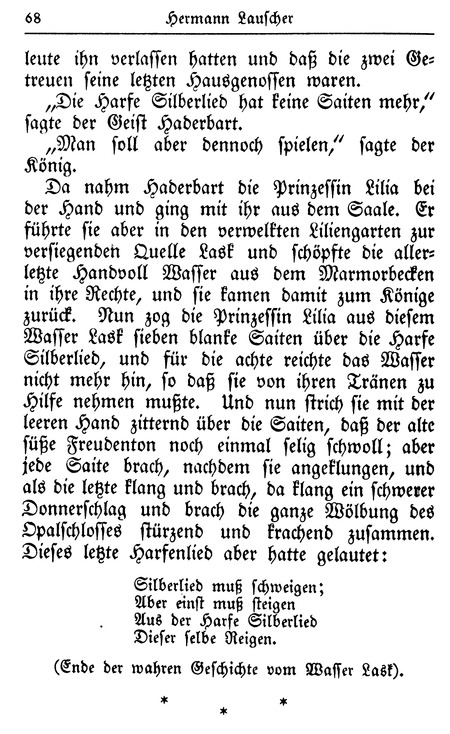 68 Hermann Lauscher
leute ihn verlassen hatten und daß die zwei Ge-
treuen seine letzten Hausgenossen waren.
„Die Harfe Silberlied hat keine Saiten mehr,“
sagte der Geist Haderbart.
„Man soll aber dennoch spielen,“ sagte der
König.
Da nahm Haderbart die Prinzessin Lilia bei
der Hand und ging mit ihr aus dem Saale. Er
führte sie aber in den verwelkten Liliengarten zur
versiegenden Quelle Lask und schöpfte die aller-
letzte Handvoll Wasser aus dem Marmorbecken
in ihre Rechte, und sie kamen damit zum Könige
zurück. Nun zog die Prinzessin Lilia aus diesem
Wasser Lask sieben blanke Saiten über die Harfe
Silberlied, und für die achte reichte das Wasser
nicht mehr hin, so daß sie von ihren Tränen zu
Hilfe nehmen mußte. Und nun strich sie mit der
leeren Hand zitternd über die Saiten, daß der alte
süße Freudenton noch einmal selig schwoll; aber
jede Saite brach, nachdem sie angeklungen, und
als die letzte klang und brach, da klang ein schwerer
Donnerschlag und brach die ganze Wölbung des
Opalschlosses stürzend und krachend zusammen.
Dieses letzte Harfenlied aber hatte gelautet:
Silberlied muß schweigen;
Aber einst muß steigen
Aus der Harfe Silberlied
Dieser selbe Reigen.
(Ende der wahren Geschichte vom Wasser Lask).
* * *